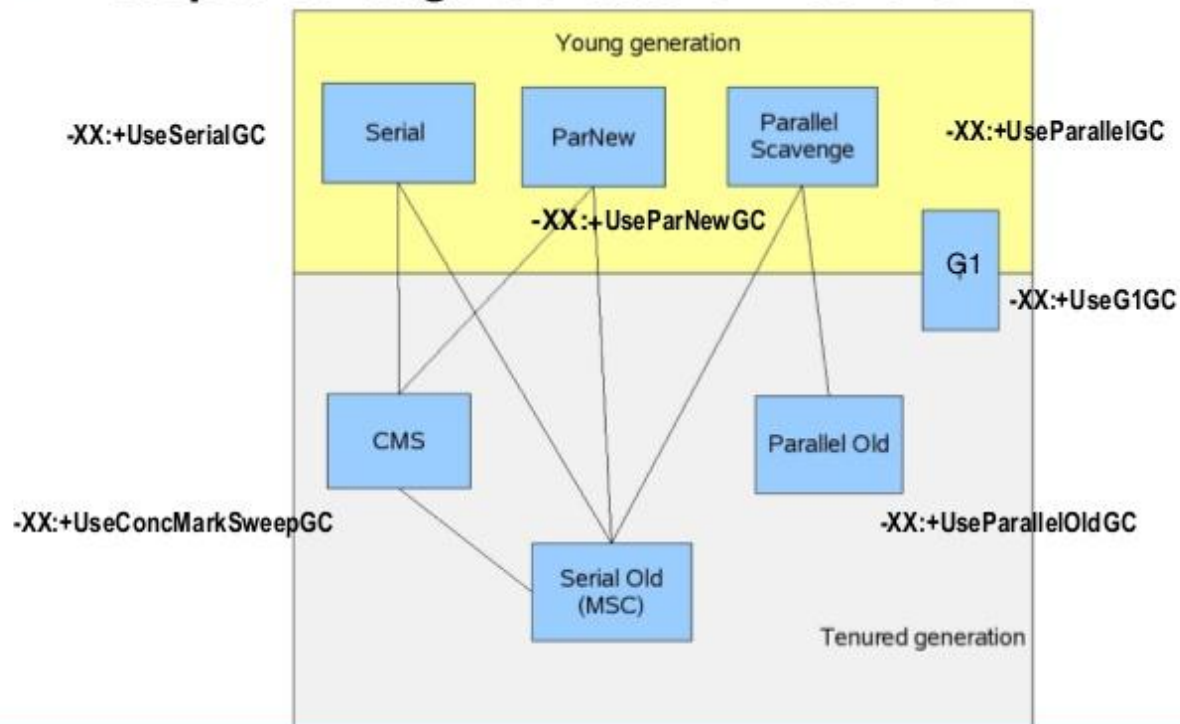 Young generation
-XX:+UseSerialGC
Serial
ParNew
Parallel
Scavenge
-XX:+UseParallelGC
-XX:+UseParNewGC
G1
-XX:+UseG1GC
CMS
Parallel Old
-XX:+UseConcMarkSweepGC
-XX:+UseParallelOldGC
Serial Old
(MSC)
Tenured generation